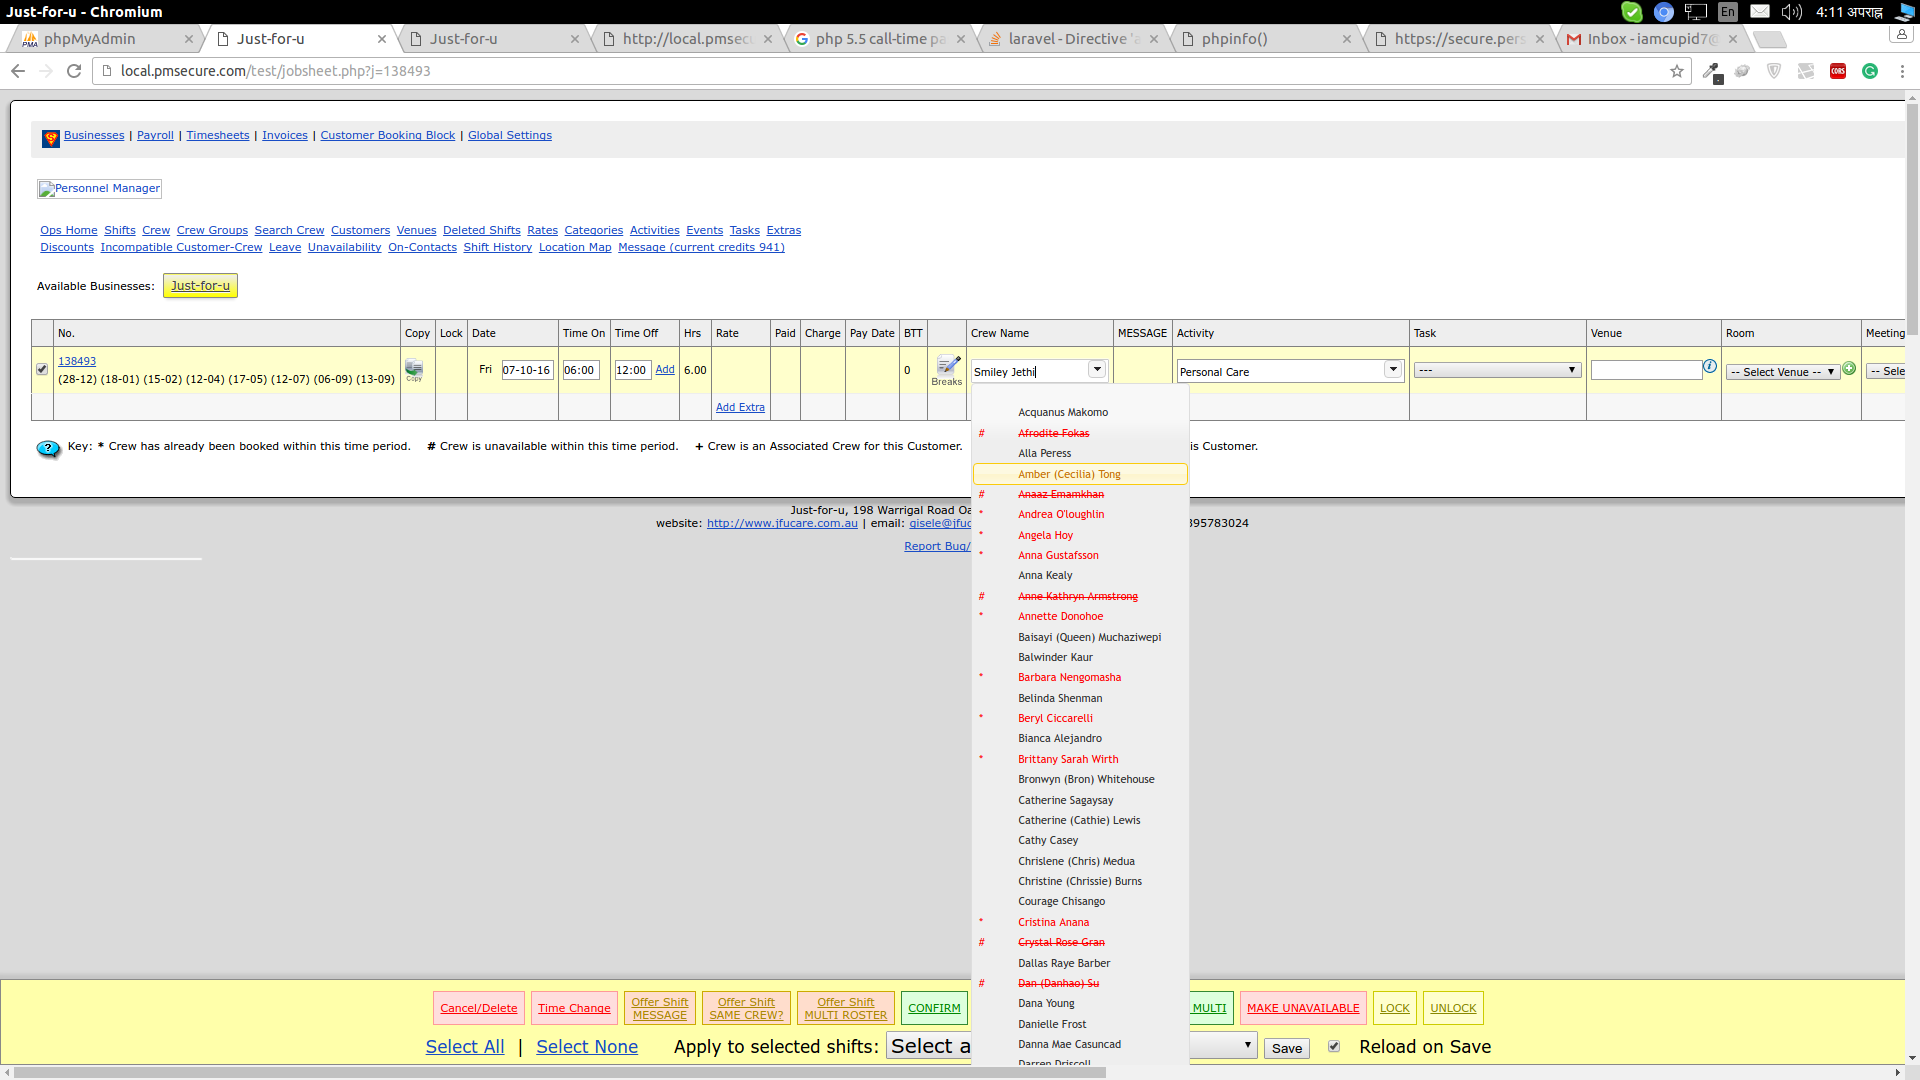 Just-for-u - Chromium
En
4:11 अपराह्न
phpMyAdmin
Just-for-u
Just-for-u
http://local.pmsec
php 5.5 call-time pa
laravel - Directive 'a
phpinfo()
https://secure.pers
Inbox - iamcupid7@
local.pmsecure.com/test/jobsheet.php?j=138493
CORS
Businesses | Payroll | Timesheets | Invoices | Customer Booking Block | Global Settings
Personnel Manager
Ops Home Shifts Crew Crew Groups Search Crew Customers Venues Deleted Shifts Rates Categories Activities Events Tasks Extras
Discounts Incompatible Customer-Crew Leave Unavailability On-Contacts Shift History Location Map Message (current credits 941)
Available Businesses: Just-for-u
No. Copy Lock Date Time On Time Off Hrs Rate Paid Charge Pay Date BTT Crew Name MESSAGE Activity Task Venue Room Meeting
138493
(28-12) (18-01) (15-02) (12-04) (17-05) (12-07) (06-09) (13-09)
Copy
Fri 07-10-16 06:00 12:00 Add 6.00 0
Breaks
Smiley Jethi
Personal Care
---
-- Select Venue --
-- Sele
Add Extra
Key: * Crew has already been booked within this time period. # Crew is unavailable within this time period. + Crew is an Associated Crew for this Customer. is Customer.
Just-for-u, 198 Warrigal Road Oa
website: http://www.jfucare.com.au | email: gisele@jfuc 395783024
Report Bug/
Acquanus Makomo
# Afrodite Fokas
Alla Peress
Amber (Cecilia) Tong
# Anaaz Emamkhan
* Andrea O'loughlin
* Angela Hoy
* Anna Gustafsson
Anna Kealy
# Anne Kathryn Armstrong
* Annette Donohoe
Baisayi (Queen) Muchaziwepi
Balwinder Kaur
* Barbara Nengomasha
Belinda Shenman
* Beryl Ciccarelli
Bianca Alejandro
* Brittany Sarah Wirth
Bronwyn (Bron) Whitehouse
Catherine Sagaysay
Catherine (Cathie) Lewis
Cathy Casey
Chrislene (Chris) Medua
Christine (Chrissie) Burns
Courage Chisango
* Cristina Anana
# Crystal Rose Gran
Dallas Raye Barber
# Dan (Danhao) Su
Dana Young
Danielle Frost
Danna Mae Casuncad
Darren Driscoll
Cancel/Delete
Time Change
Offer Shift
MESSAGE
Offer Shift
SAME CREW?
Offer Shift
MULTI ROSTER
CONFIRM
MULTI
MAKE UNAVAILABLE
LOCK
UNLOCK
Select All | Select None Apply to selected shifts: Select a Save Reload on Save